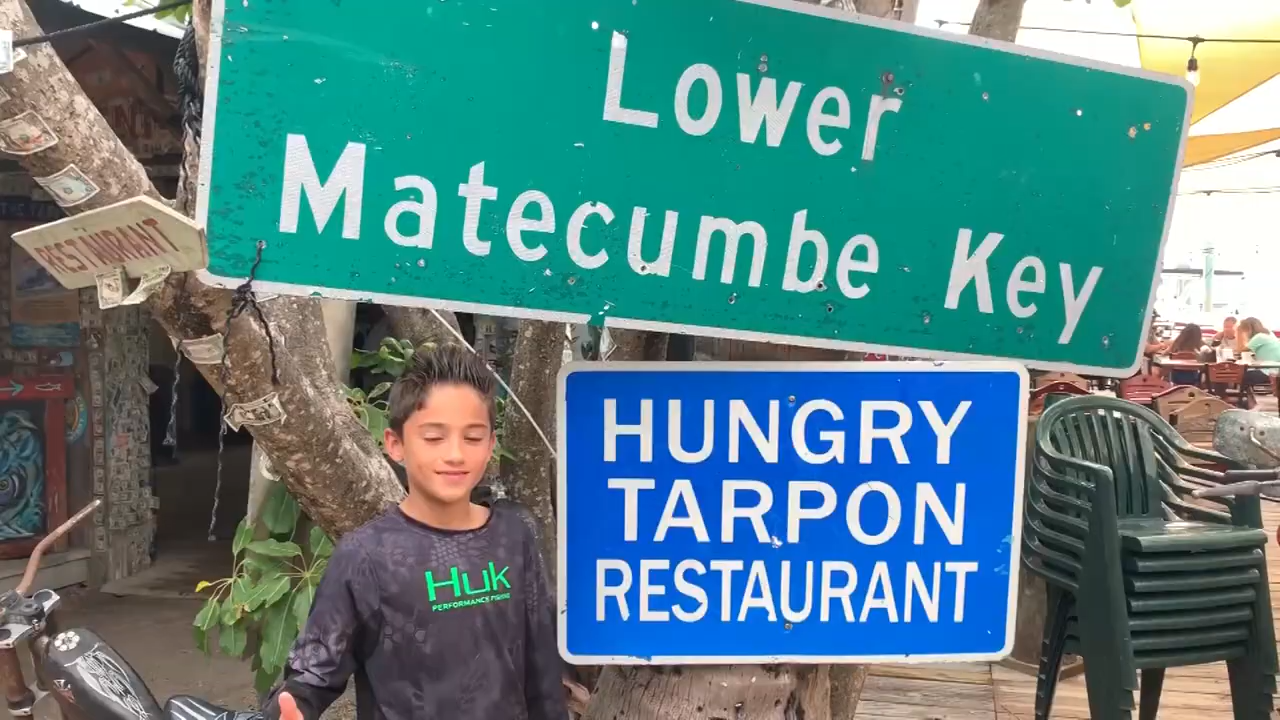 Lower
Matecumbe Key
RESTAURANT
HUNGRY
TARPON
RESTAURANT
Huk
PERFORMANCE FISHING